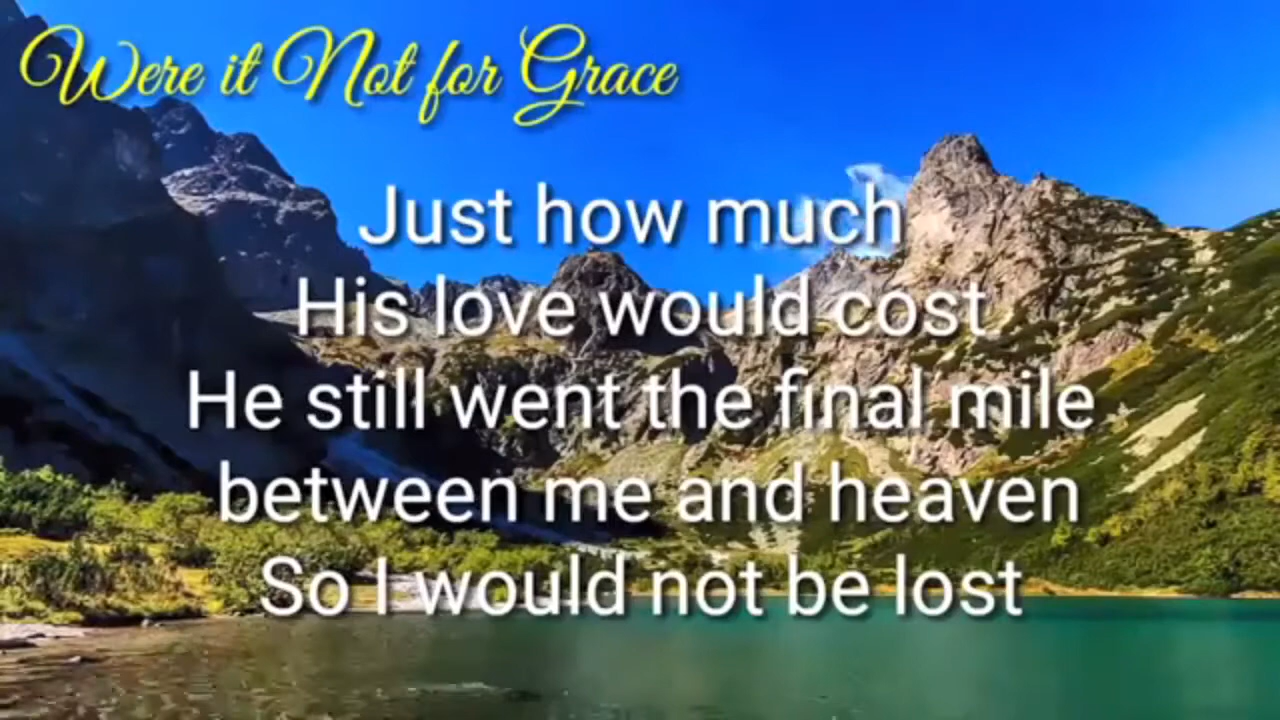 Were it Not for Grace
Just how much
His love would cost
He still went the final mile
between me and heaven
So I would not be lost